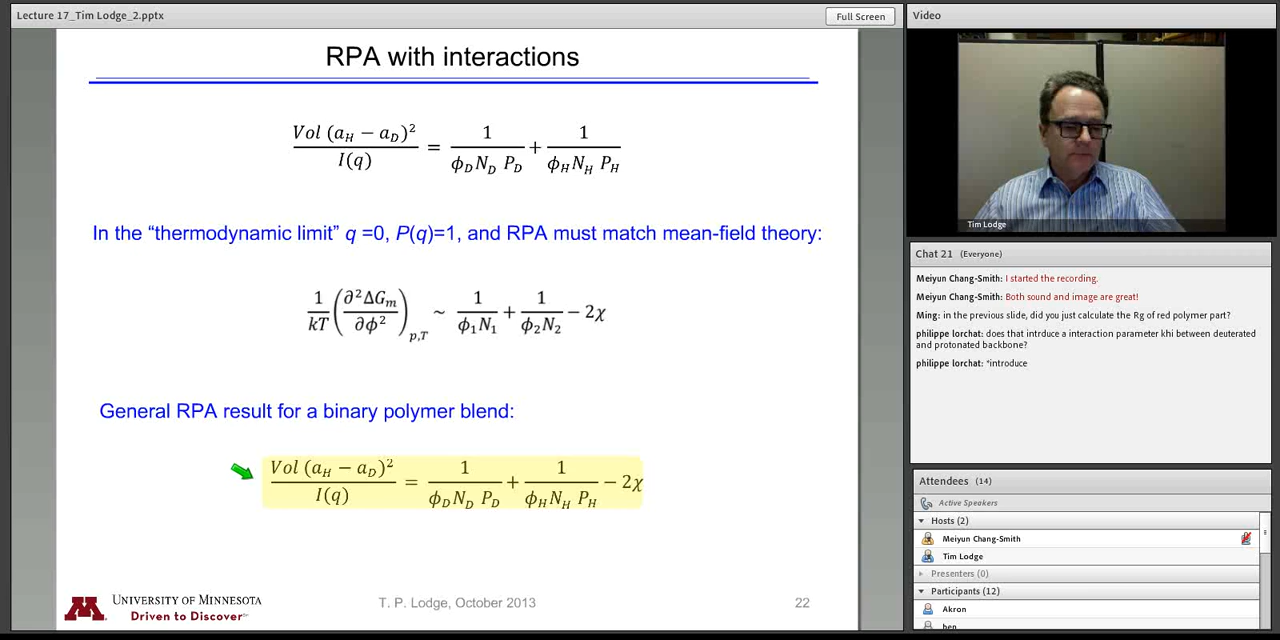 Lecture 17_Tim Lodge_2.pptx
Full Screen
RPA with interactions
Vol (a_H − a_D)² / I(q) = 1 / ϕ_D N_D P_D + 1 / ϕ_H N_H P_H
In the “thermodynamic limit” q =0, P(q)=1, and RPA must match mean-field theory:
1/kT (∂²ΔG_m / ∂ϕ²)_p,T ~ 1 / ϕ₁N₁ + 1 / ϕ₂N₂ − 2χ
General RPA result for a binary polymer blend:
Vol (a_H − a_D)² / I(q) = 1 / ϕ_D N_D P_D + 1 / ϕ_H N_H P_H − 2χ
UNIVERSITY OF MINNESOTA
Driven to Discover℠
T. P. Lodge, October 2013
22
Video
Tim Lodge
Chat 21 (Everyone)
Meiyun Chang-Smith: I started the recording.
Meiyun Chang-Smith: Both sound and image are great!
Ming: in the previous slide, did you just calculate the Rg of red polymer part?
philippe lorchat: does that intrduce a interaction parameter khi between deuterated
and protonated backbone?
philippe lorchat: *introduce
Attendees (14)
Active Speakers
Hosts (2)
Meiyun Chang-Smith
Tim Lodge
Presenters (0)
Participants (12)
Akron
ben